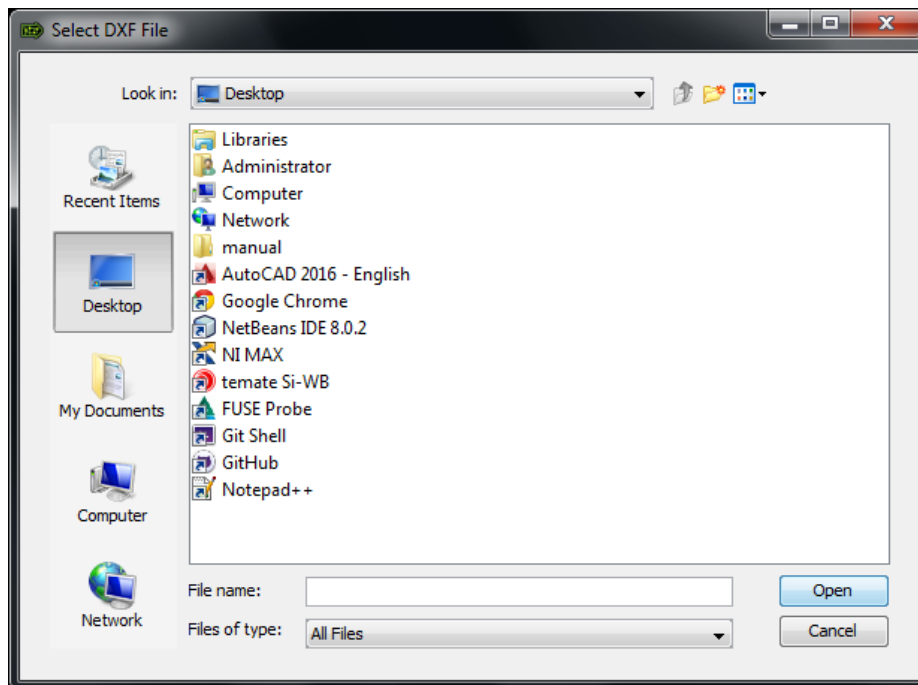 Select DXF File
Look in: Desktop
Recent Items
Desktop
My Documents
Computer
Network
Libraries
Administrator
Computer
Network
manual
AutoCAD 2016 - English
Google Chrome
NetBeans IDE 8.0.2
NI MAX
temate Si-WB
FUSE Probe
Git Shell
GitHub
Notepad++
File name: Open
Files of type: All Files Cancel